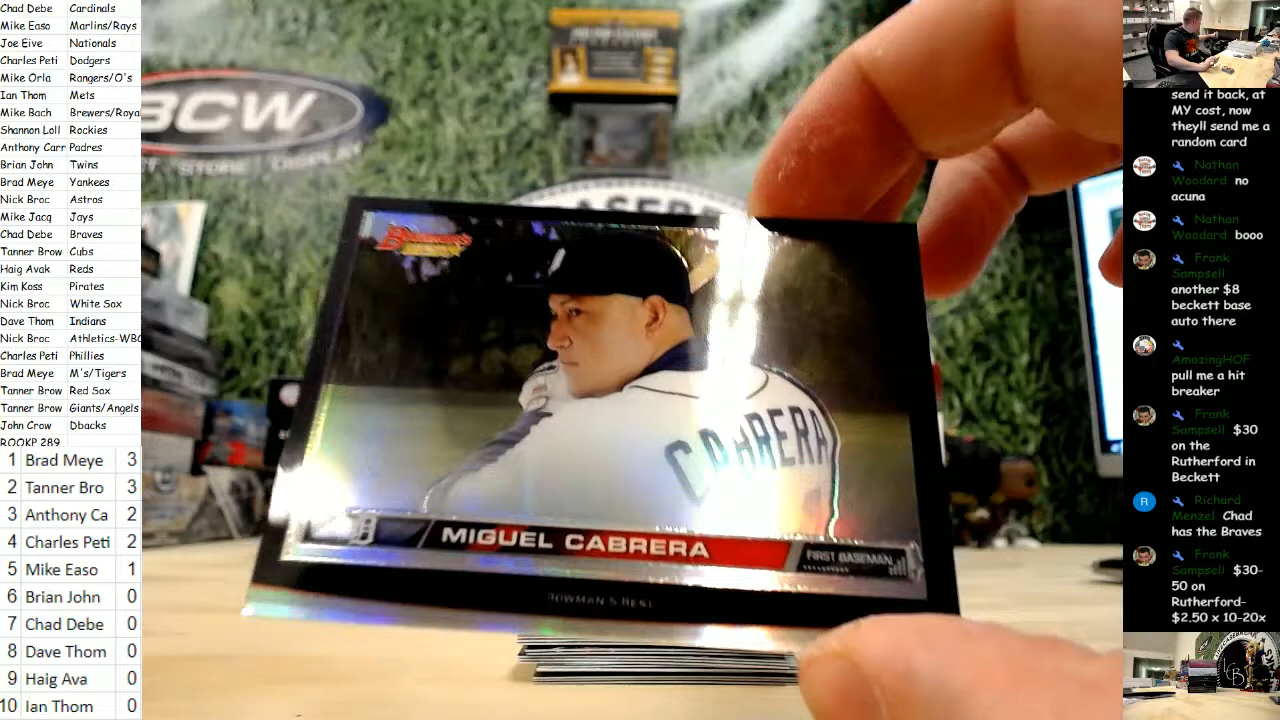 Chad Debe Cardinals
Mike Easo Marlins/Rays
Joe Eive Nationals
Charles Peti Dodgers
Mike Orla Rangers/O's
Ian Thom Mets
Mike Bach Brewers/Roya
Shannon Loll Rockies
Anthony Carr Padres
Brian John Twins
Brad Meye Yankees
Nick Broc Astros
Mike Jacq Jays
Chad Debe Braves
Tanner Brow Cubs
Haig Avak Reds
Kim Koss Pirates
Nick Broc White Sox
Dave Thom Indians
Nick Broc Athletics-WBC
Charles Peti Phillies
Brad Meye M's/Tigers
Tanner Brow Red Sox
Tanner Brow Giants/Angels
John Crow Dbacks
1 Brad Meye 3
2 Tanner Bro 3
3 Anthony Ca 2
4 Charles Peti 2
5 Mike Easo 1
6 Brian John 0
7 Chad Debe 0
8 Dave Thom 0
9 Haig Ava 0
10 Ian Thom 0
BCW
STORE DISPLAY
Bowman's
CABRERA
MIGUEL CABRERA
FIRST BASEMAN
BOWMAN'S BEST
send it back, at
MY cost, now
theyll send me a
random card
Nathan
Woodard no
acuna
Nathan
Woodard booo
Frank
Sampsell
another $8
beckett base
auto there
AmazingHOF
pull me a hit
breaker
Frank
Sampsell $30
on the
Rutherford in
Beckett
R
Richard
Menzel Chad
has the Braves
Frank
Sampsell $30-
50 on
Rutherford-
$2.50 x 10-20x